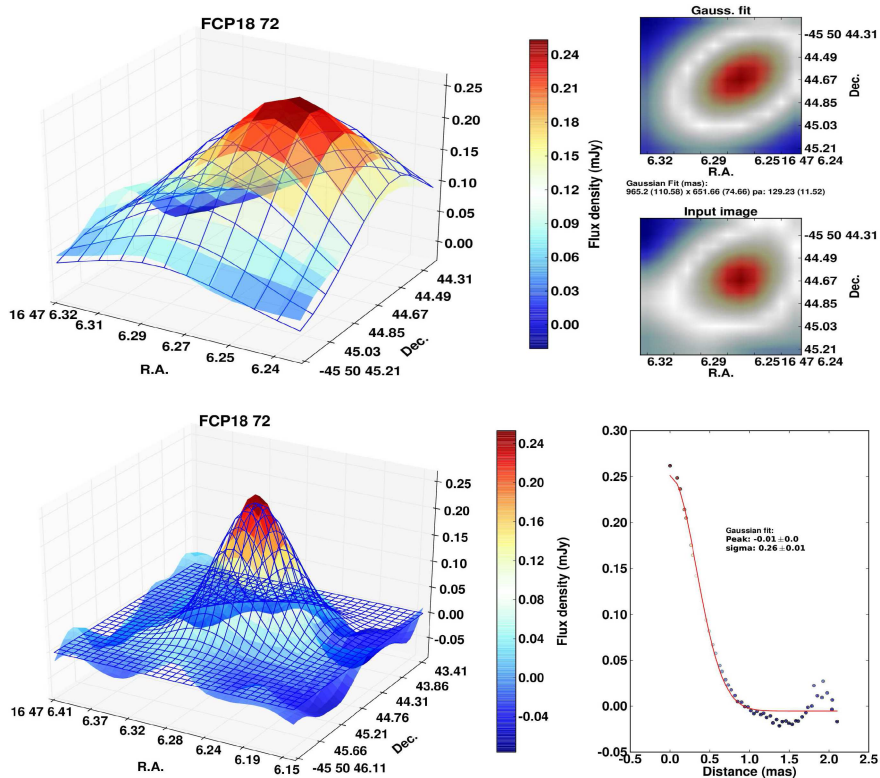 FCP18 72
0.25
0.20
0.15
0.10
0.05
0.00
44.31
44.49
44.67
44.85
45.03
-45 50 45.21
Dec.
16 47 6.32
6.31
6.29
6.27
6.25
6.24
R.A.
0.24
0.21
0.18
0.15
0.12
0.09
0.06
0.03
0.00
Flux density (mJy)
Gauss. fit
-45 50 44.31
44.49
44.67
44.85
45.03
45.21
Dec.
6.32
6.29
6.25
16 47 6.24
R.A.
Gaussian Fit (mas):
965.2 (110.58) x 651.66 (74.66) pa: 129.23 (11.52)
Input image
-45 50 44.31
44.49
44.67
44.85
45.03
45.21
Dec.
6.32
6.29
6.25
16 47 6.24
R.A.
FCP18 72
0.25
0.20
0.15
0.10
0.05
0.00
-0.05
43.41
43.86
44.31
44.76
45.21
45.66
-45 50 46.11
Dec.
16 47 6.41
6.37
6.32
6.28
6.24
6.19
6.15
R.A.
0.24
0.20
0.16
0.12
0.08
0.04
0.00
-0.04
Flux density (mJy)
0.30
0.25
0.20
0.15
0.10
0.05
0.00
-0.05
Gaussian fit:
Peak: -0.01 ±0.0
sigma: 0.26 ±0.01
-0.5
0.0
0.5
1.0
1.5
2.0
2.5
Distance (mas)